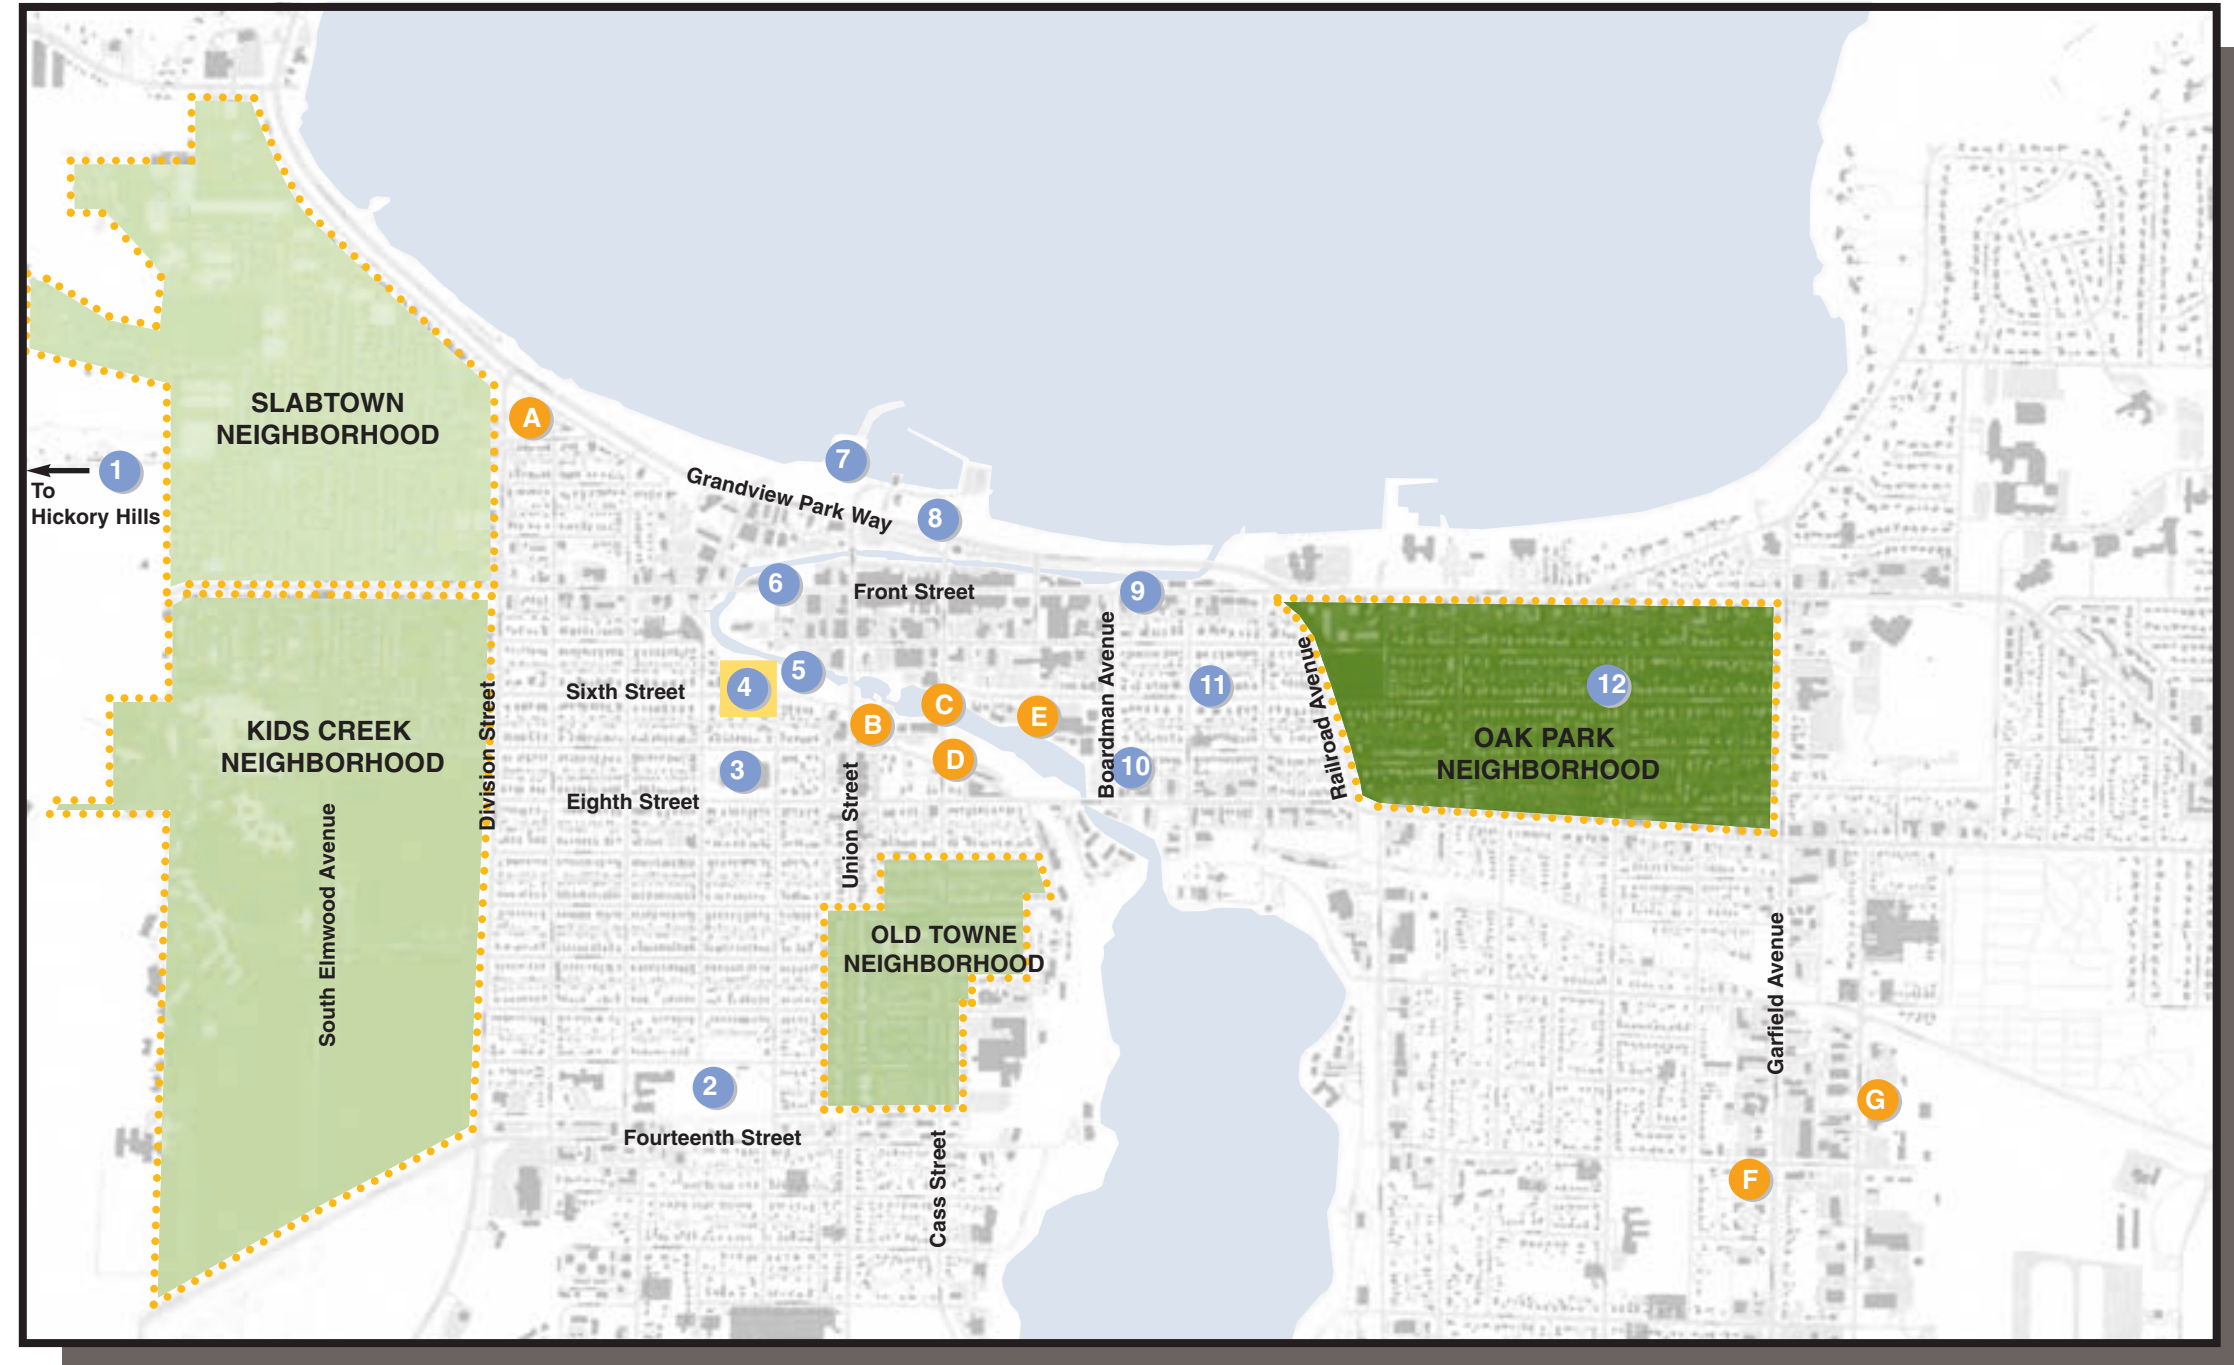 SLABTOWN
NEIGHBORHOOD
A
1
To
Hickory Hills
7
Grandview Park Way
8
6
Front Street
9
Sixth Street
4
5
B
C
D
E
Boardman Avenue
11
Railroad Avenue
12
OAK PARK
NEIGHBORHOOD
KIDS CREEK
NEIGHBORHOOD
Division Street
3
10
Eighth Street
Union Street
South Elmwood Avenue
OLD TOWNE
NEIGHBORHOOD
Garfield Avenue
2
Fourteenth Street
Cass Street
G
F